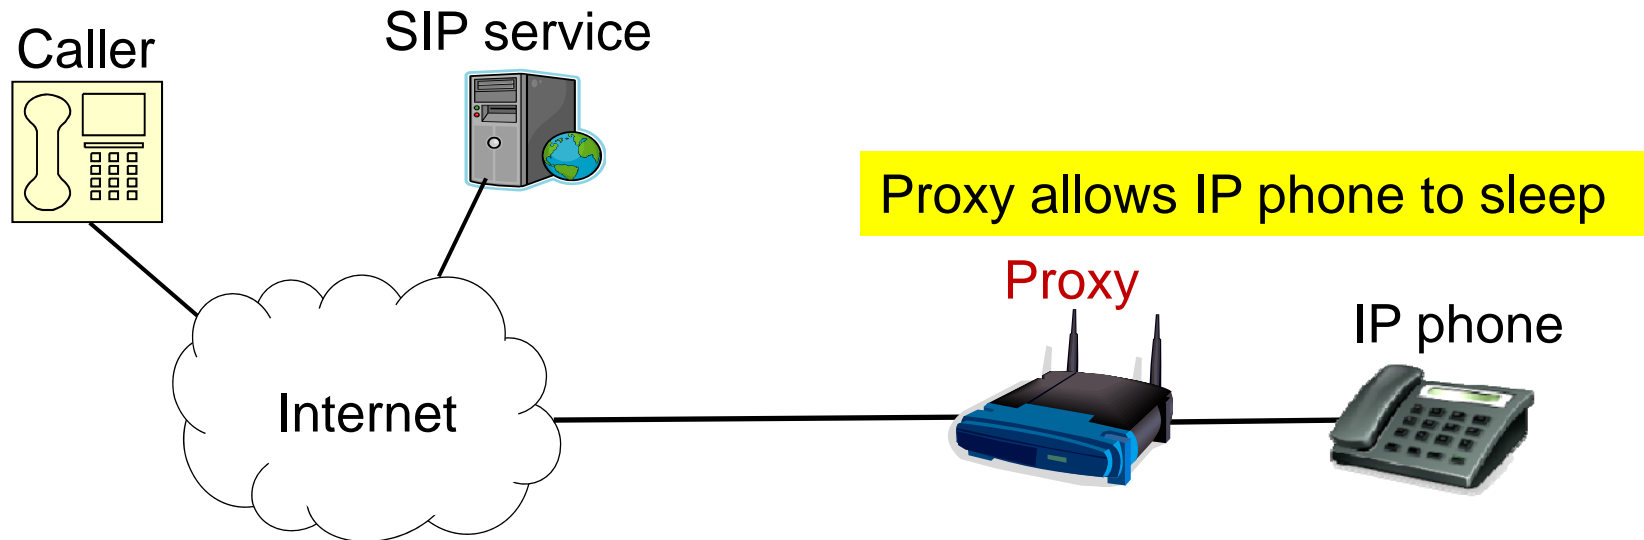 Caller
SIP service
Proxy allows IP phone to sleep
Proxy
IP phone
Internet